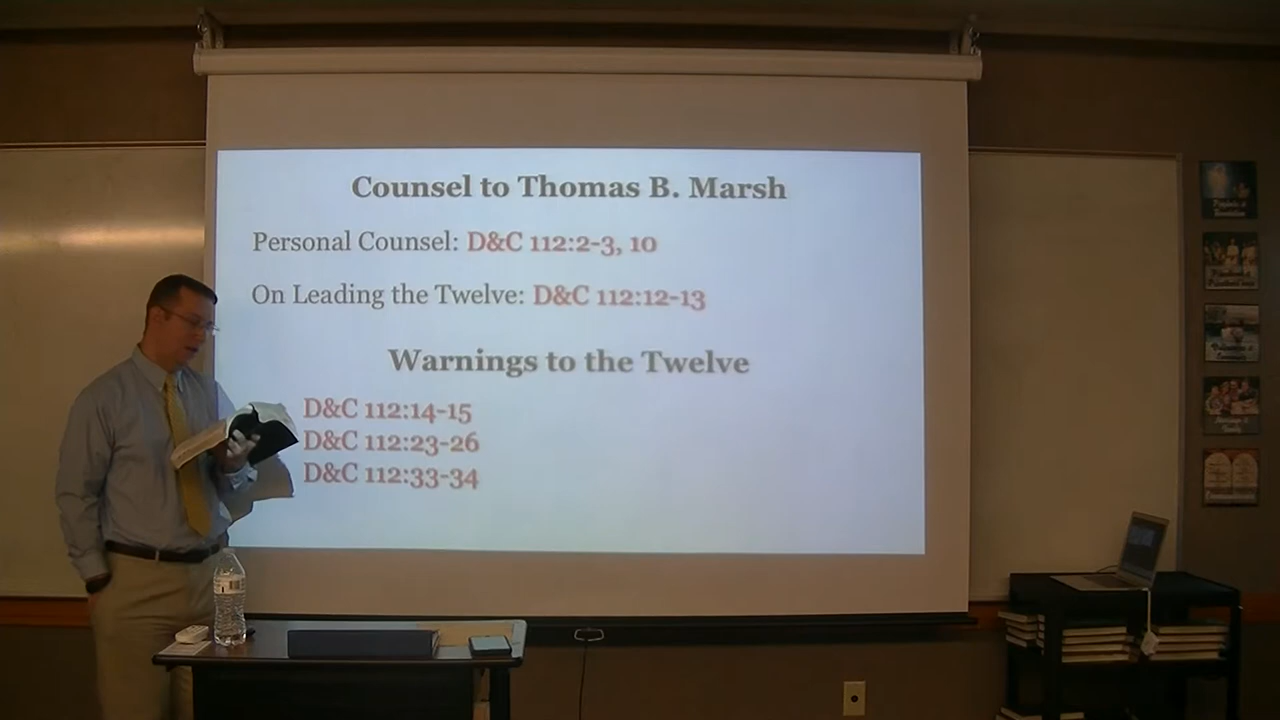 Counsel to Thomas B. Marsh
Personal Counsel: D&C 112:2-3, 10
On Leading the Twelve: D&C 112:12-13
Warnings to the Twelve
D&C 112:14-15
D&C 112:23-26
D&C 112:33-34